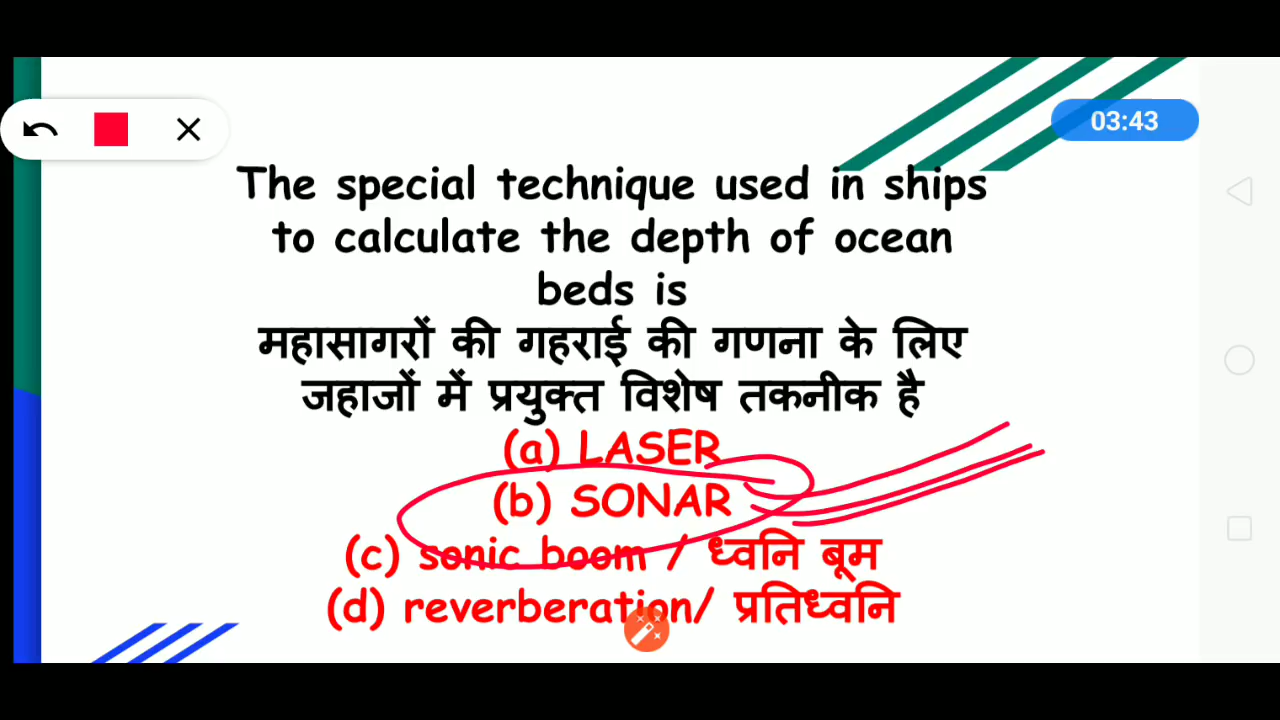 03:43
The special technique used in ships
to calculate the depth of ocean
beds is
महासागरों की गहराई की गणना के लिए
जहाजों में प्रयुक्त विशेष तकनीक है
(a) LASER
(b) SONAR
(c) sonic boom / ध्वनि बूम
(d) reverberation/ प्रतिध्वनि